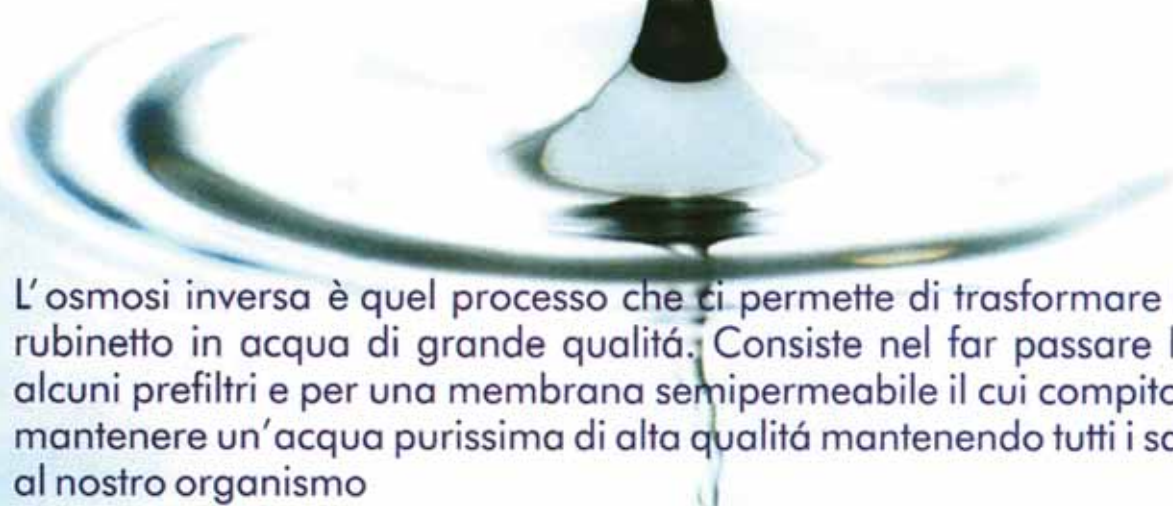 L'osmosi inversa è quel processo che ci permette di trasformare
rubinetto in acqua di grande qualitá. Consiste nel far passare
alcuni prefiltri e per una membrana semipermeabile il cui compito
mantenere un'acqua purissima di alta qualitá mantenendo tutti i
al nostro organismo